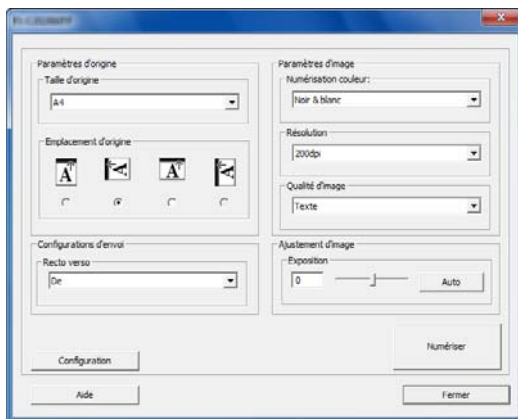 Paramètres d'origine
Taille d'origine
A4
Emplacement d'origine
A
A
A
A
Configurations d'envoi
Recto verso
De
Configuration
Aide
Paramètres d'image
Numérisation couleur:
Noir & blanc
Résolution
200dpi
Qualité d'image
Texte
Ajustement d'image
Exposition
0
Auto
Numériser
Fermer